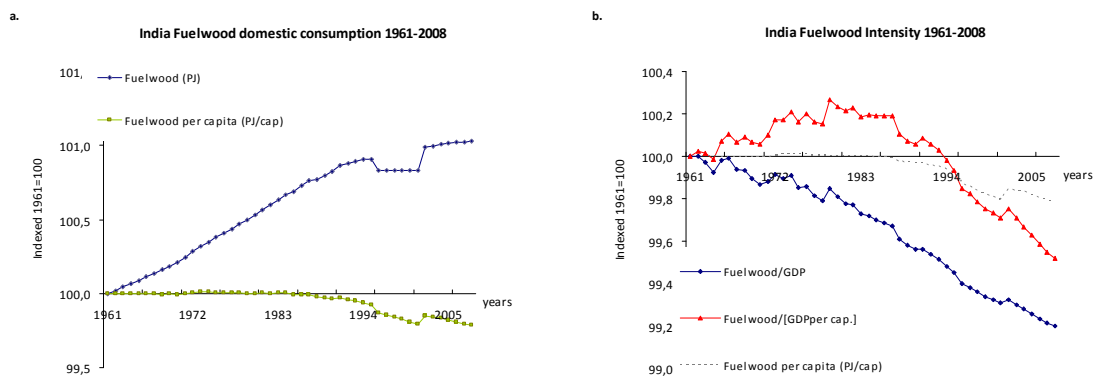 a.
India Fuelwood domestic consumption 1961-2008
101,
Fuelwood (PJ)
Fuelwood per capita (PJ/cap)
101,0
100,5
100,0
99,5
Indexed 1961=100
1961 1972 1983 1994 2005
years
b.
India Fuelwood Intensity 1961-2008
100,4
100,2
100,0
99,8
99,6
99,4
99,2
99,0
Indexed 1961=100
1961 1972 1983 1994 2005
years
Fuelwood/GDP
Fuelwood/[GDPper cap.]
Fuelwood per capita (PJ/cap)